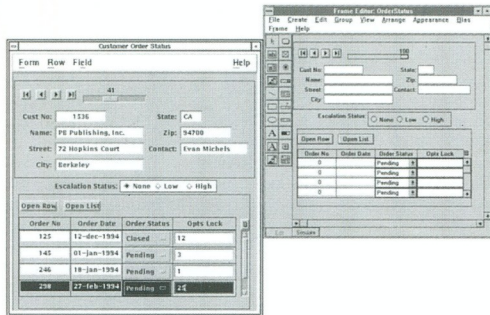 Customer Order Status
Form Row Field Help
41
Cust No: 1536 State: CA
Name: PE Publishing, Inc. Zip: 94700
Street: 72 Hopkins Court Contact: Evan Michels
City: Berkeley
Escalation Status: None Low High
Open Row Open List
Order No Order Date Order Status Opts Lock
125 12-dec-1994 Closed 12
145 01-jan-1994 Pending 3
246 18-jan-1994 Pending 1
298 27-feb-1994 Pending 25
Frame Editor: OrderStatus
File Create Edit Group View Arrange Appearance Bias
Frame Help
100
Cust No: State:
Name: Zip:
Street: Contact:
City:
Escalation Status: None Low High
Open Row Open List
Order No Order Date Order Status Opts Lock
0 Pending
0 Pending
0 Pending
0 Pending